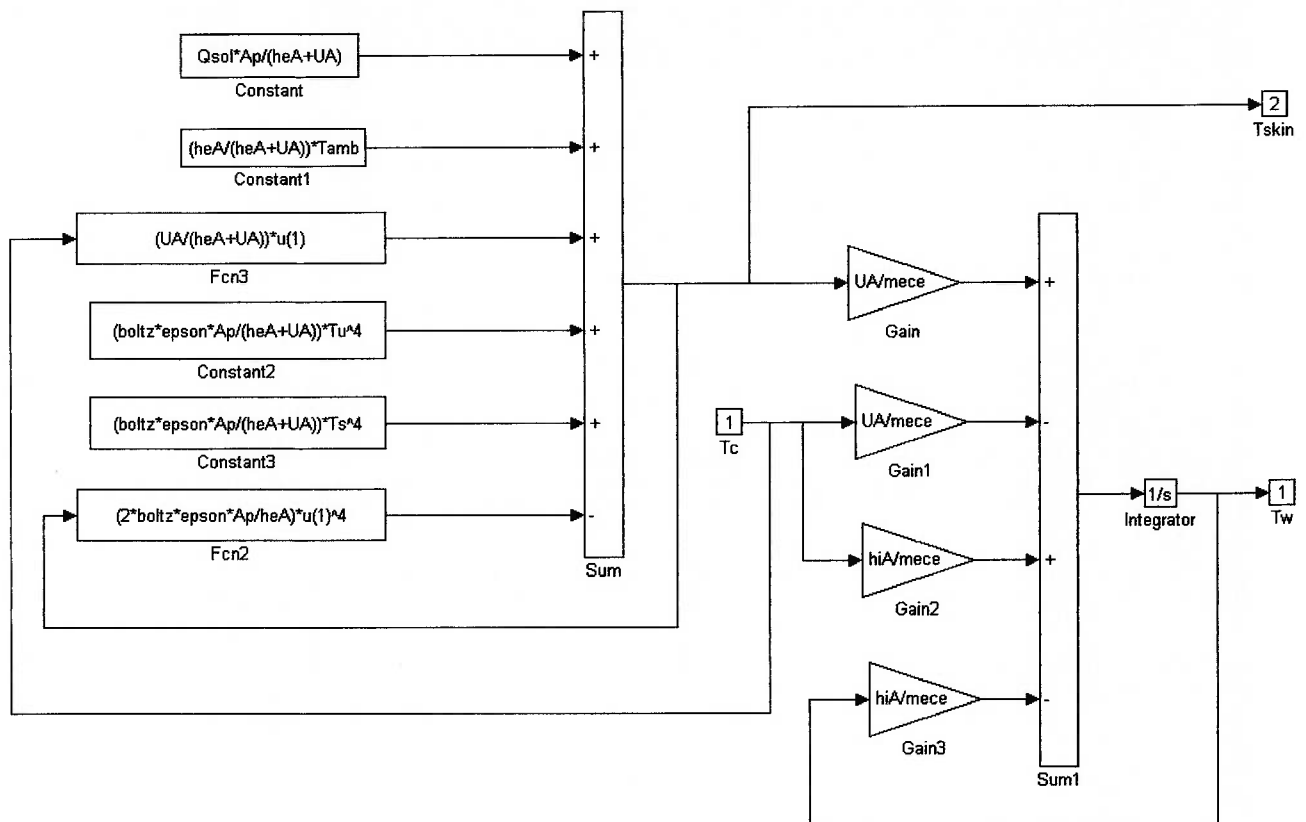 Qsol*Ap/(heA+UA)
Constant
+
2
Tskin
(heA/(heA+UA))*Tamb
Constant1
+
(UA/(heA+UA))*u(1)
Fcn3
+
UA/mece
Gain
+
(boltz*epson*Ap/(heA+UA))*Tu^4
Constant2
+
(boltz*epson*Ap/(heA+UA))*Ts^4
Constant3
+
1
Tc
UA/mece
Gain1
-
(2*boltz*epson*Ap/heA)*u(1)^4
Fcn2
-
Sum
1/s
Integrator
1
Tw
hiA/mece
Gain2
+
hiA/mece
Gain3
-
Sum1